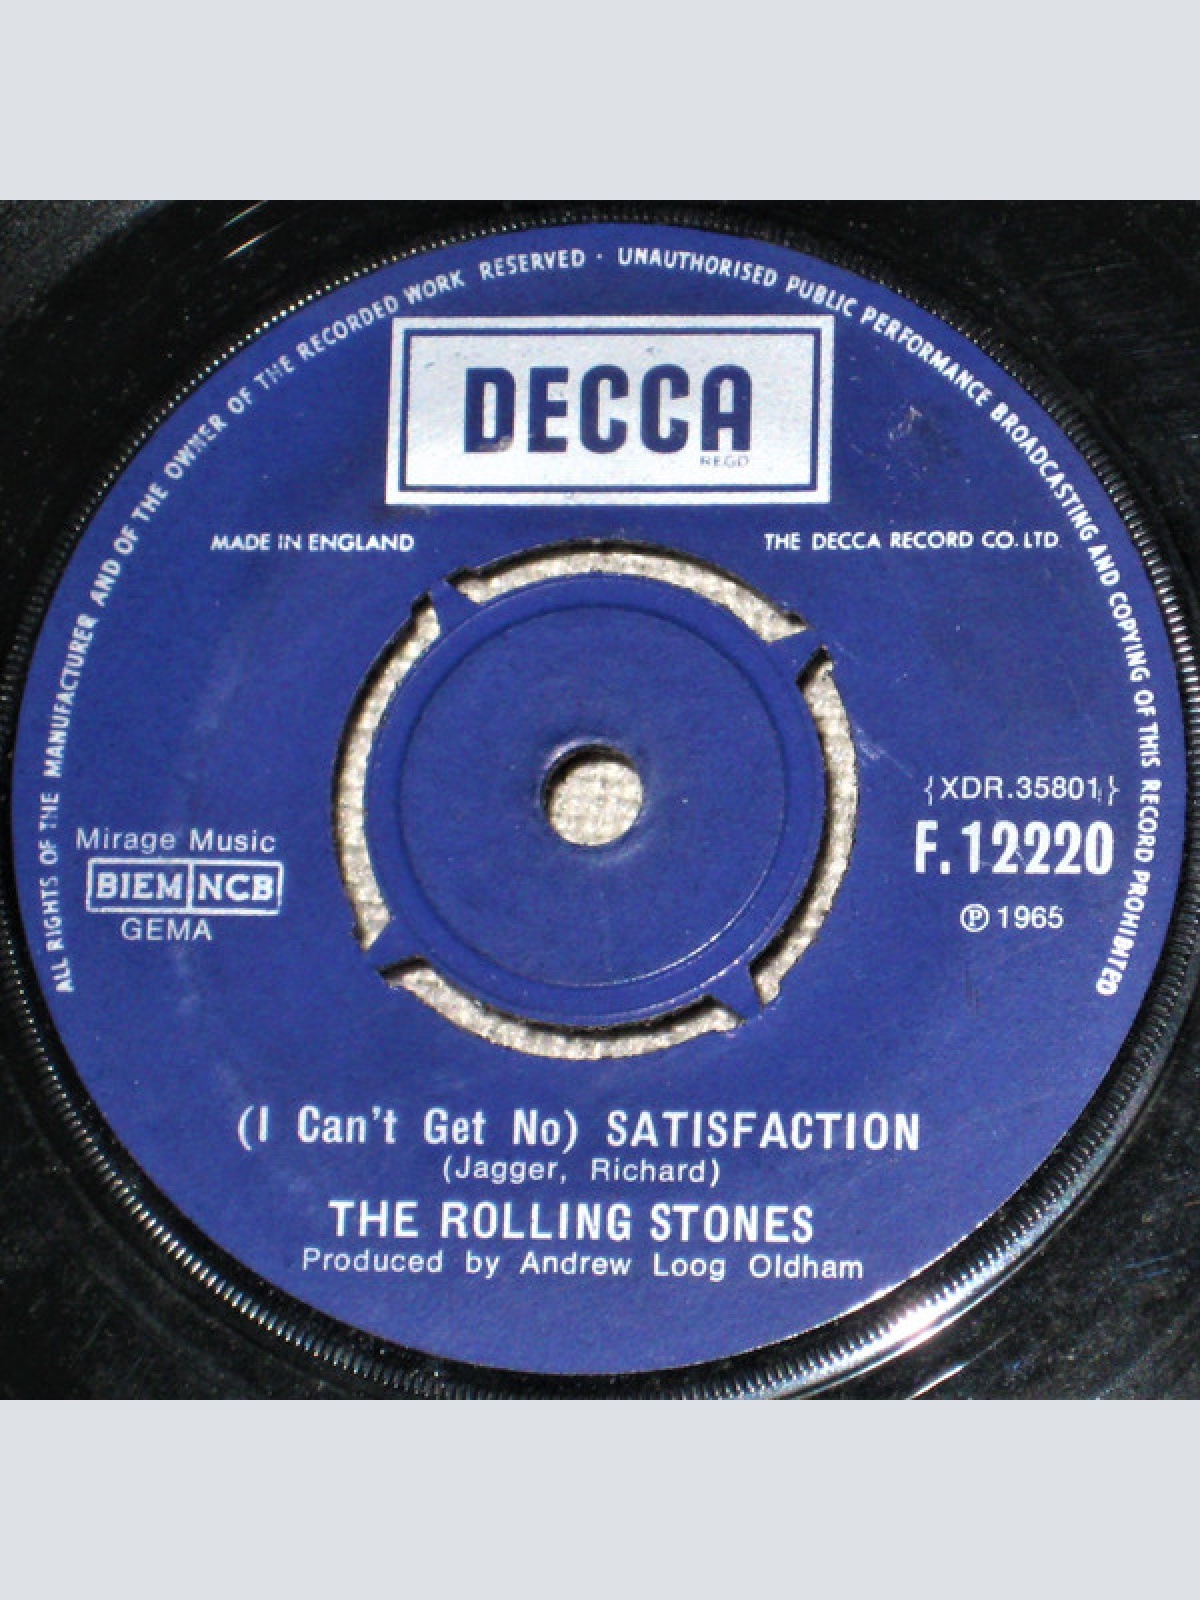 ALL RIGHTS OF THE MANUFACTURER AND OF THE OWNER OF THE RECORDED WORK RESERVED · UNAUTHORISED PUBLIC PERFORMANCE BROADCASTING AND COPYING OF THIS RECORD PROHIBITED
DECCA
REGD
MADE IN ENGLAND
THE DECCA RECORD CO. LTD.
{XDR.35801}
F.12220
℗ 1965
Mirage Music
BIEM NCB
GEMA
(I Can't Get No) SATISFACTION
(Jagger, Richard)
THE ROLLING STONES
Produced by Andrew Loog Oldham